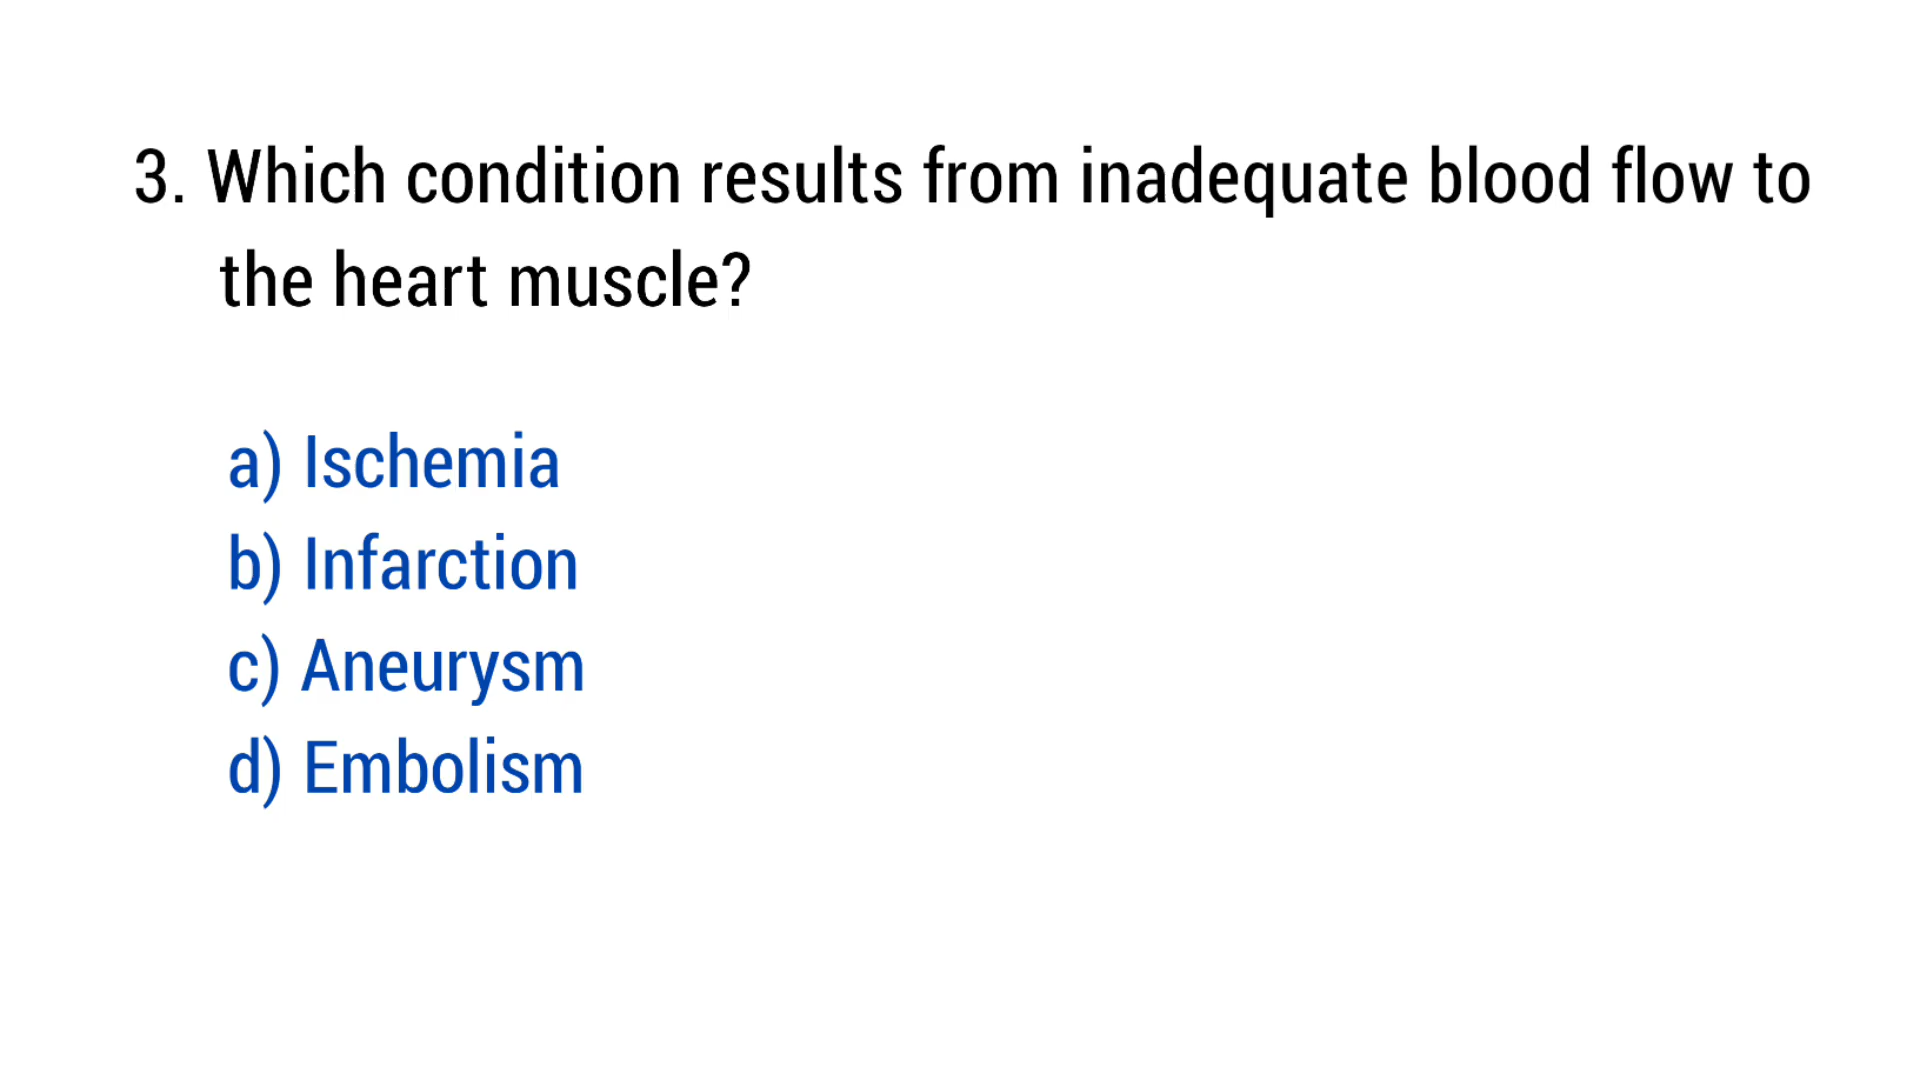 3. Which condition results from inadequate blood flow to
the heart muscle?
a) Ischemia
b) Infarction
c) Aneurysm
d) Embolism